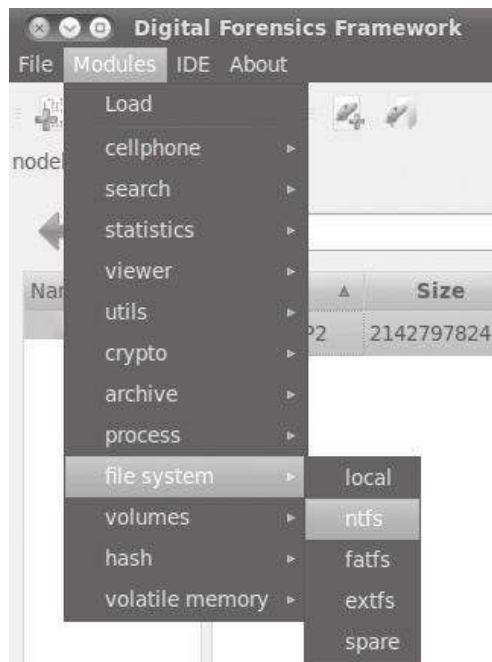 Digital Forensics Framework
File Modules IDE About
Load
cellphone
search
statistics
viewer
utils
crypto
archive
process
file system
volumes
hash
volatile memory
local
ntfs
fatfs
extfs
spare
Size
2142797824